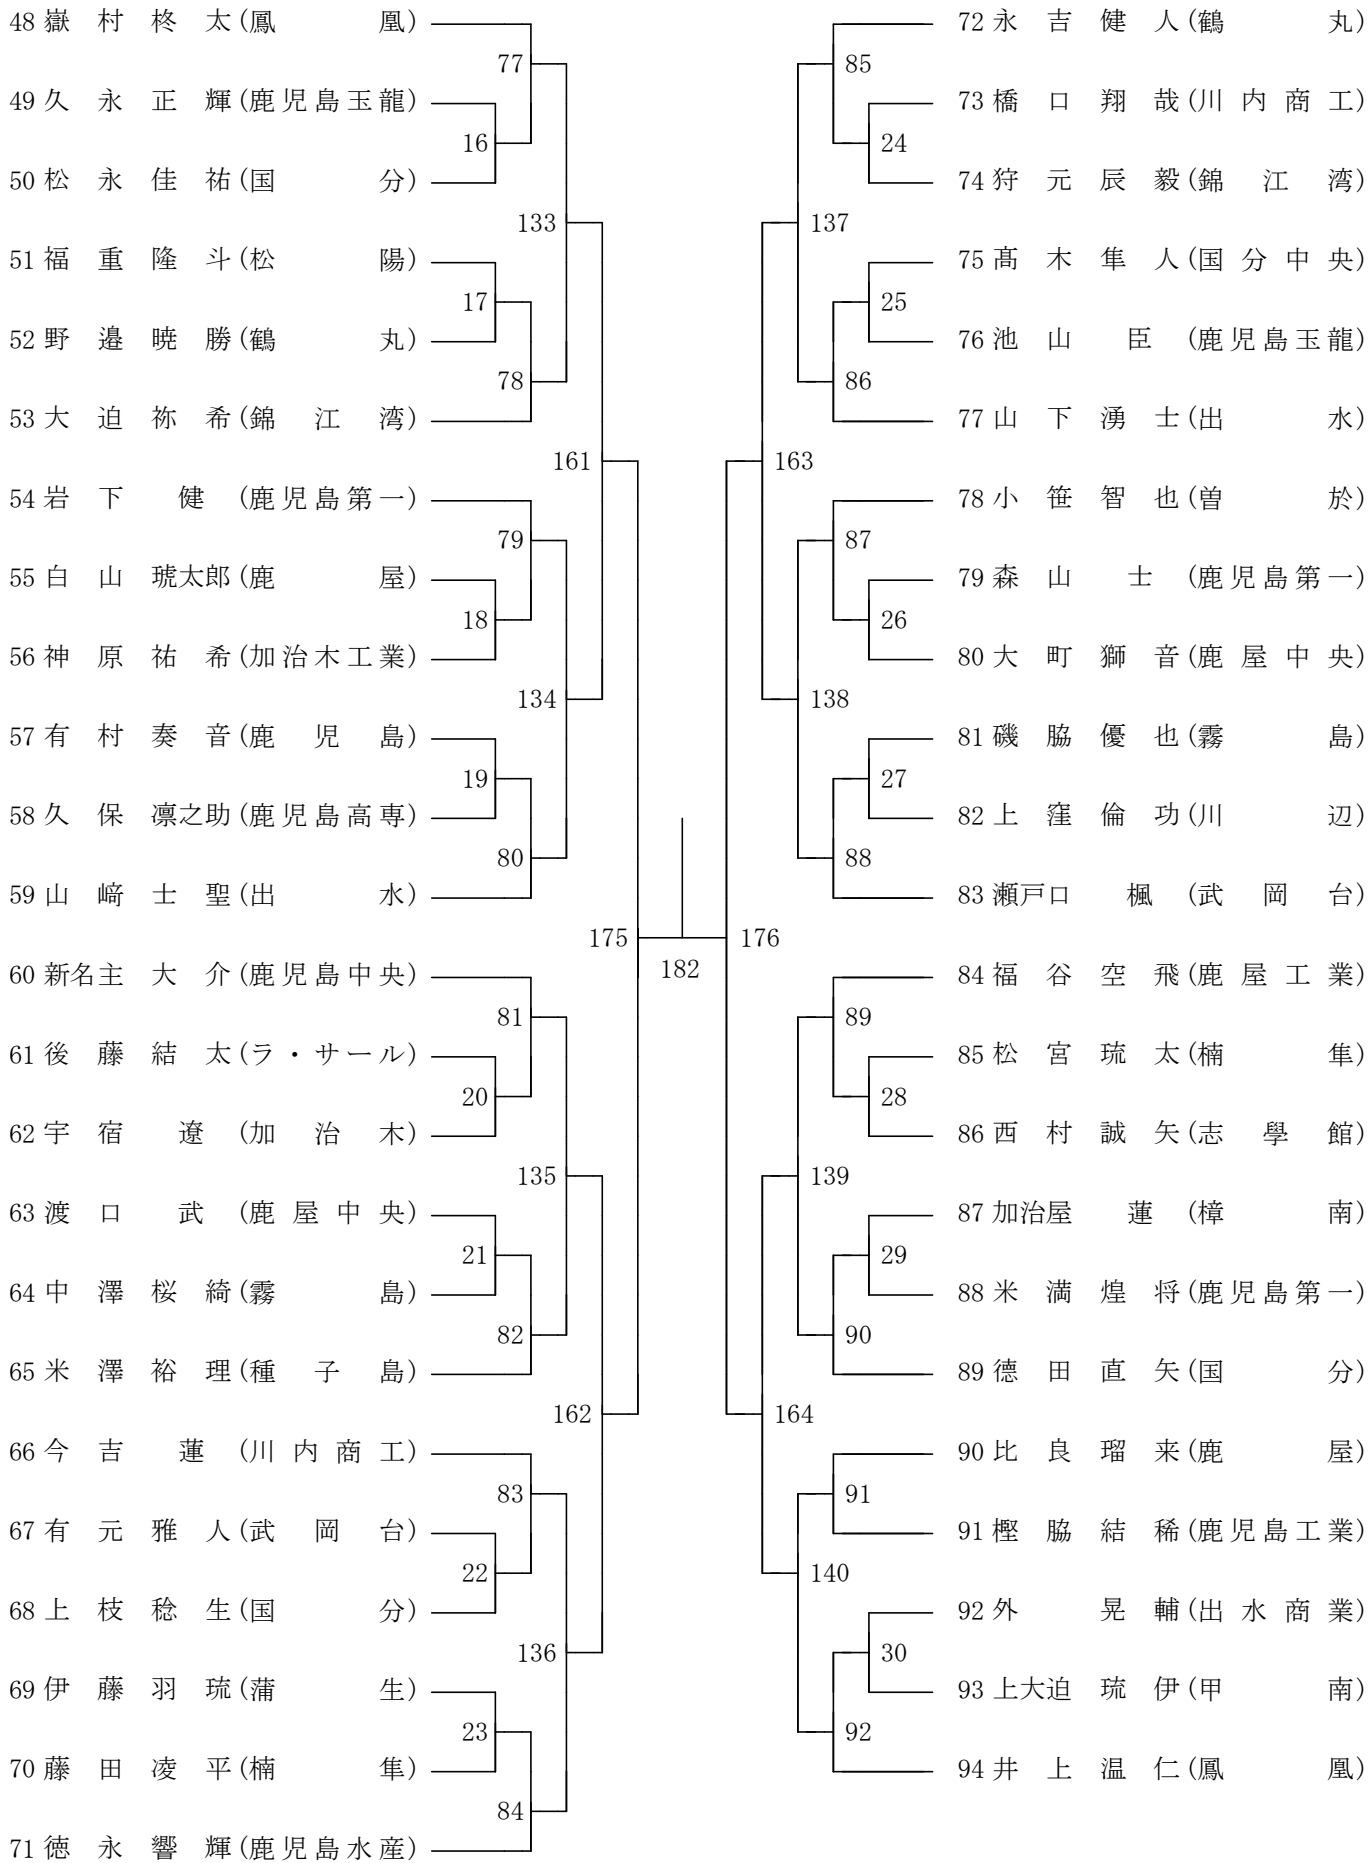 48 嶽村柊太(鳳凰)
77
49 久永正輝(鹿児島玉龍)
16
50 松永佳祐(国分)
133
51 福重隆斗(松陽)
17
52 野邉暁勝(鶴丸)
78
53 大迫祢希(錦江湾)
161
54 岩下健(鹿児島第一)
79
55 白山琥太郎(鹿屋)
18
56 神原祐希(加治木工業)
134
57 有村奏音(鹿児島)
19
58 久保凛之助(鹿児島高専)
80
59 山﨑士聖(出水)
175
60 新名主大介(鹿児島中央)
81
61 後藤結太(ラ・サール)
20
62 宇宿遼(加治木)
135
63 渡口武(鹿屋中央)
21
64 中澤桜綺(霧島)
82
65 米澤裕理(種子島)
162
66 今吉蓮(川内商工)
83
67 有元雅人(武岡台)
22
68 上枝稔生(国分)
136
69 伊藤羽琉(蒲生)
23
70 藤田凌平(楠隼)
84
71 徳永響輝(鹿児島水産)
182
72 永吉健人(鶴丸)
85
73 橋口翔哉(川内商工)
24
74 狩元辰毅(錦江湾)
137
75 髙木隼人(国分中央)
25
76 池山臣(鹿児島玉龍)
86
77 山下湧士(出水)
163
78 小笹智也(曽於)
87
79 森山士(鹿児島第一)
26
80 大町獅音(鹿屋中央)
138
81 磯脇優也(霧島)
27
82 上窪倫功(川辺)
88
83 瀬戸口楓(武岡台)
176
84 福谷空飛(鹿屋工業)
89
85 松宮琉太(楠隼)
28
86 西村誠矢(志學館)
139
87 加治屋蓮(樟南)
29
88 米満煌将(鹿児島第一)
90
89 德田直矢(国分)
164
90 比良瑠来(鹿屋)
91
91 樫脇結稀(鹿児島工業)
140
92 外晃輔(出水商業)
30
93 上大迫琉伊(甲南)
92
94 井上温仁(鳳凰)